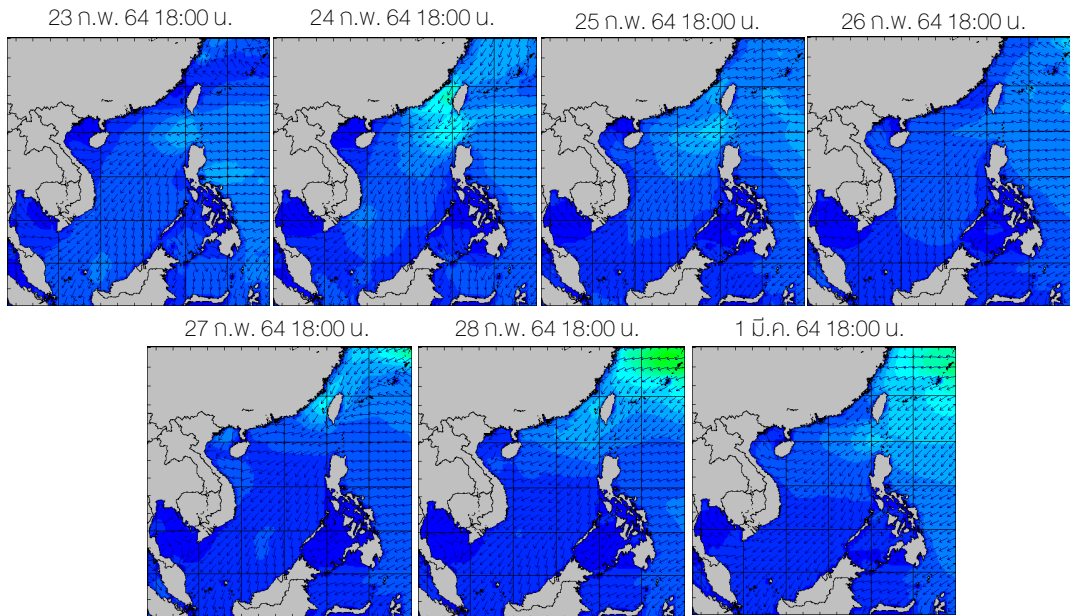 23 ก.พ. 64 18:00 น.
24 ก.พ. 64 18:00 น.
25 ก.พ. 64 18:00 น.
26 ก.พ. 64 18:00 น.
27 ก.พ. 64 18:00 น.
28 ก.พ. 64 18:00 น.
1 มี.ค. 64 18:00 น.